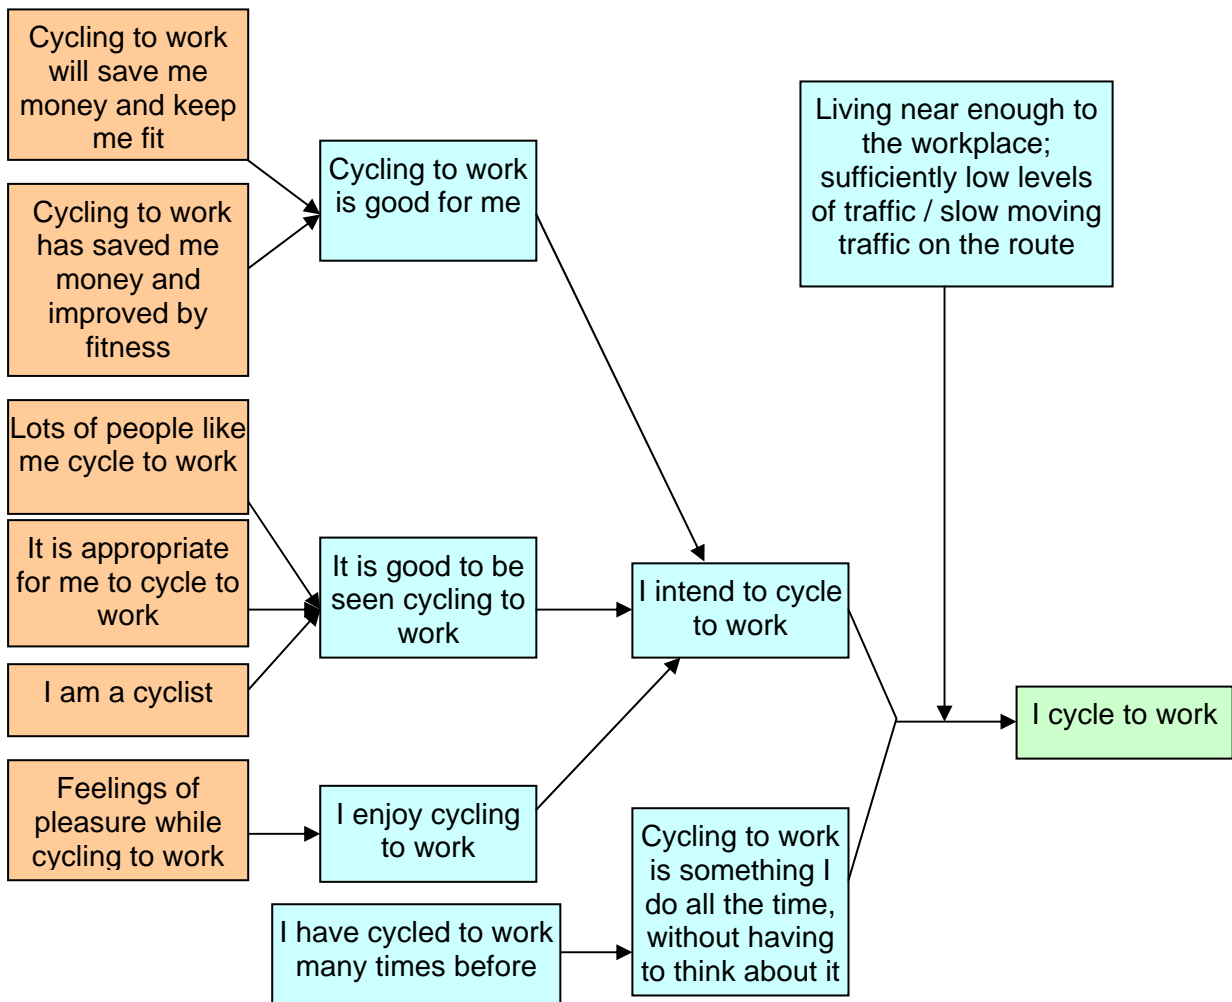 Cycling to work
will save me
money and keep
me fit
Cycling to work
has saved me
money and
improved by
fitness
Lots of people like
me cycle to work
It is appropriate
for me to cycle to
work
I am a cyclist
Feelings of
pleasure while
cycling to work
Cycling to work
is good for me
It is good to be
seen cycling to
work
I enjoy cycling
to work
I have cycled to work
many times before
I intend to cycle
to work
Cycling to work
is something I
do all the time,
without having
to think about it
Living near enough to
the workplace;
sufficiently low levels
of traffic / slow moving
traffic on the route
I cycle to work